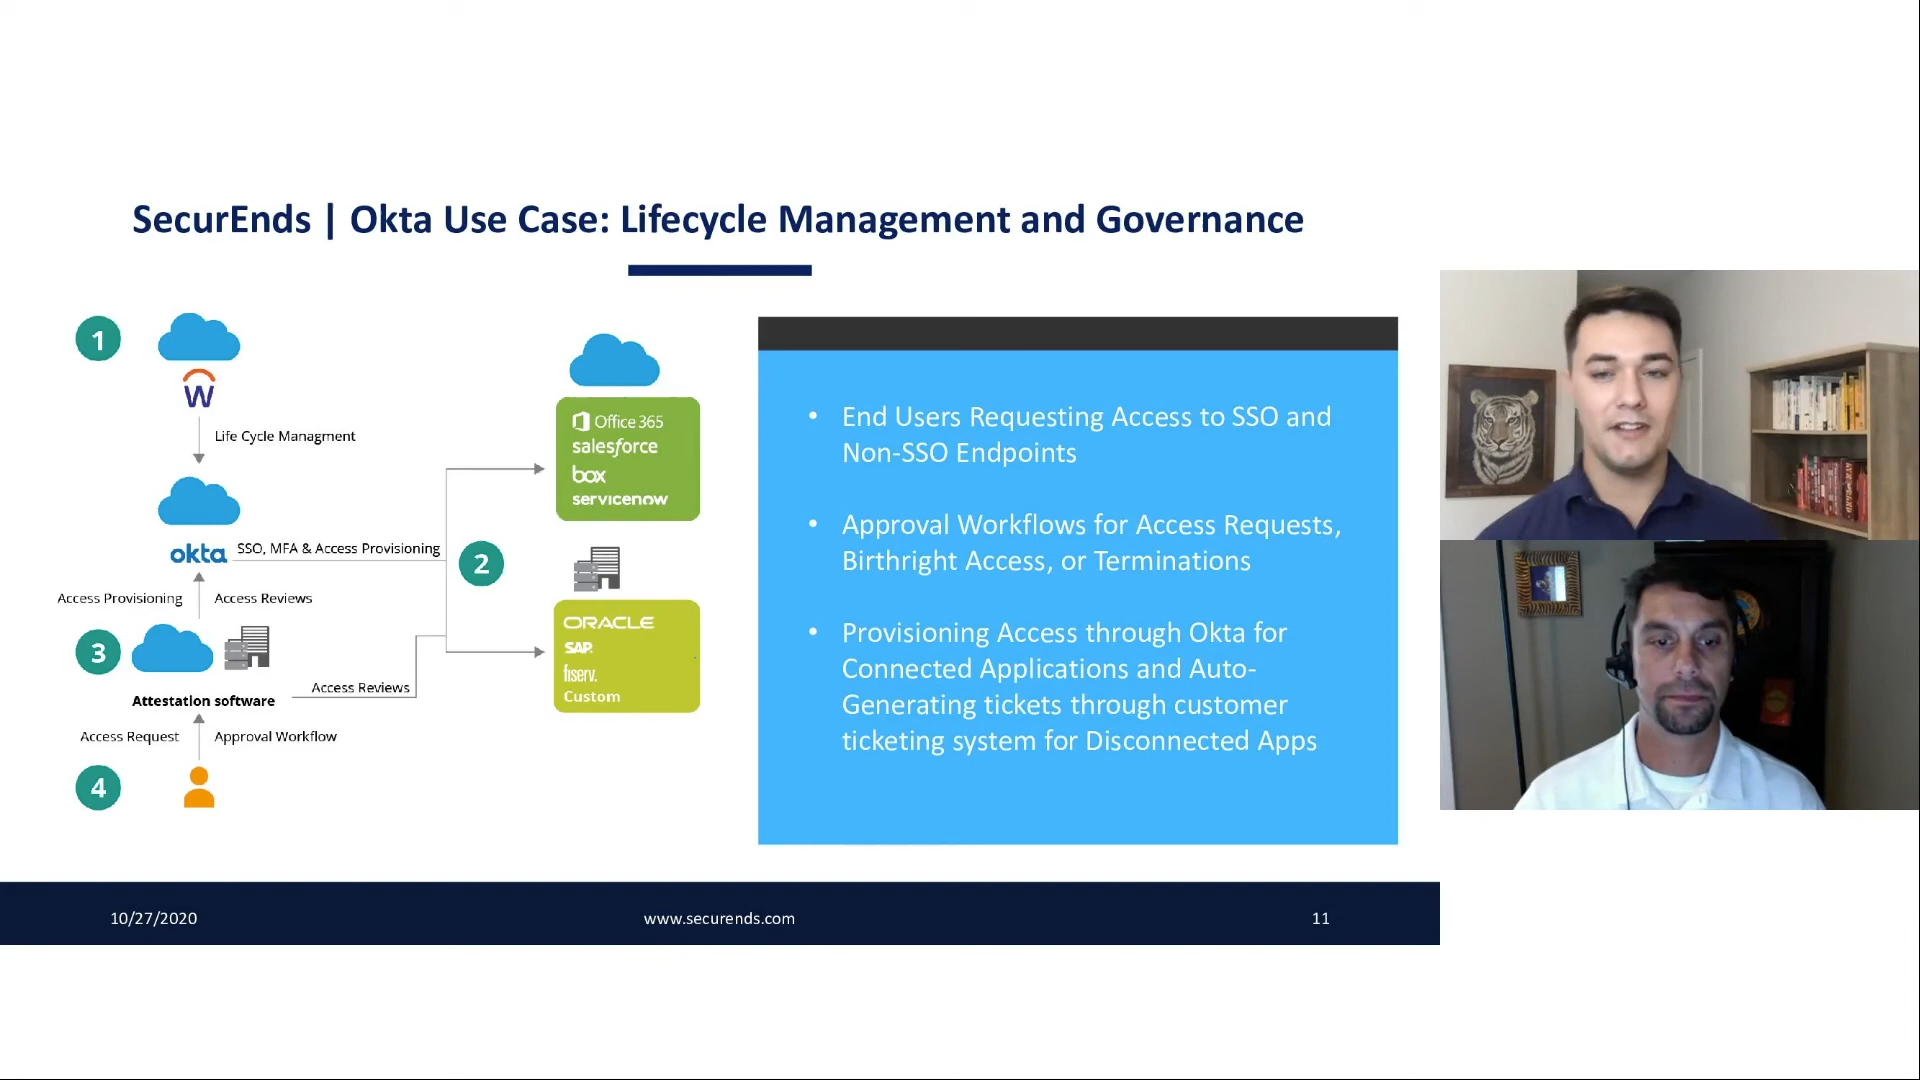 SecurEnds | Okta Use Case: Lifecycle Management and Governance
1
W
Life Cycle Managment
okta
SSO, MFA & Access Provisioning
2
Access Provisioning
Access Reviews
3
Attestation software
Access Reviews
Access Request
Approval Workflow
4
Office 365
salesforce
box
servicenow
ORACLE
SAP
fiserv.
Custom
• End Users Requesting Access to SSO and
Non-SSO Endpoints
• Approval Workflows for Access Requests,
Birthright Access, or Terminations
• Provisioning Access through Okta for
Connected Applications and Auto-
Generating tickets through customer
ticketing system for Disconnected Apps
10/27/2020
www.securends.com
11